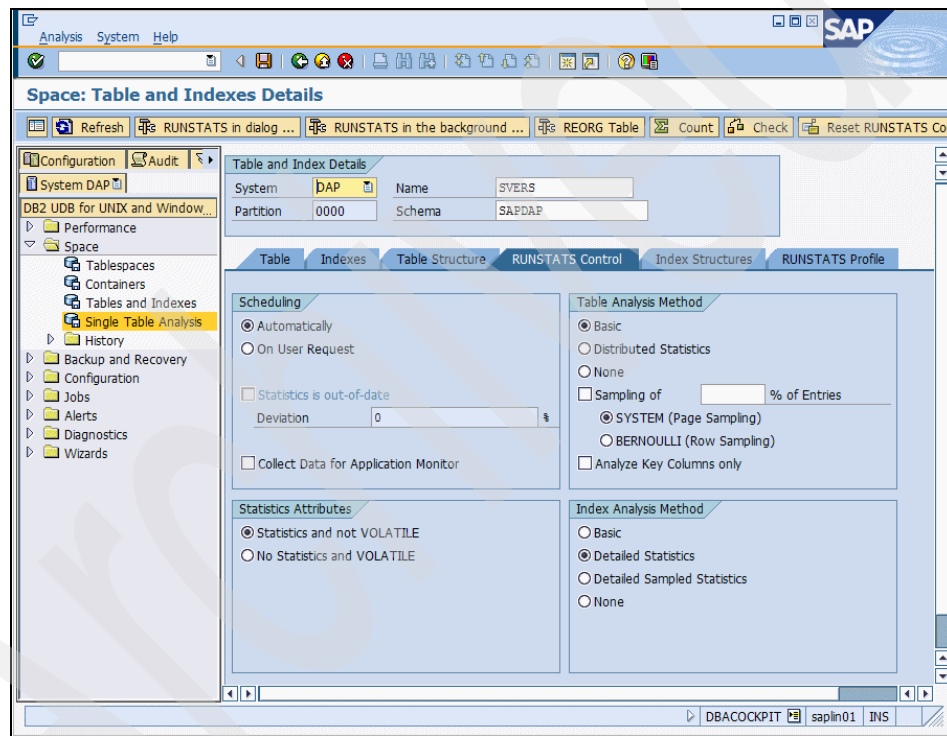 Analysis System Help
SAP
Space: Table and Indexes Details
Refresh RUNSTATS in dialog ... RUNSTATS in the background ... REORG Table Count Check Reset RUNSTATS Co
Configuration Audit
System DAP
DB2 UDB for UNIX and Window...
Performance
Space
Tablespaces
Containers
Tables and Indexes
Single Table Analysis
History
Backup and Recovery
Configuration
Jobs
Alerts
Diagnostics
Wizards
Table and Index Details
System DAP Name SVERS
Partition 0000 Schema SAPDAP
Table Indexes Table Structure RUNSTATS Control Index Structures RUNSTATS Profile
Scheduling
Automatically
On User Request
Statistics is out-of-date
Deviation 0 %
Collect Data for Application Monitor
Table Analysis Method
Basic
Distributed Statistics
None
Sampling of % of Entries
SYSTEM (Page Sampling)
BERNOULLI (Row Sampling)
Analyze Key Columns only
Statistics Attributes
Statistics and not VOLATILE
No Statistics and VOLATILE
Index Analysis Method
Basic
Detailed Statistics
Detailed Sampled Statistics
None
DBACOCKPIT saplin01 INS